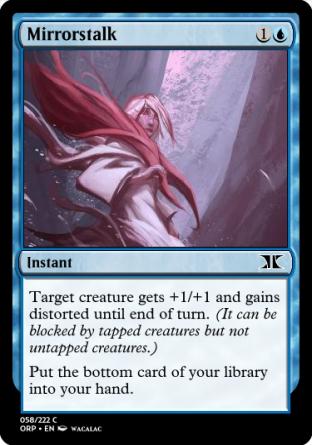 Mirrorstalk 1
Instant
Target creature gets +1/+1 and gains
distorted until end of turn. (It can be
blocked by tapped creatures but not
untapped creatures.)
Put the bottom card of your library
into your hand.
058/222 C
ORP • EN WACALAC